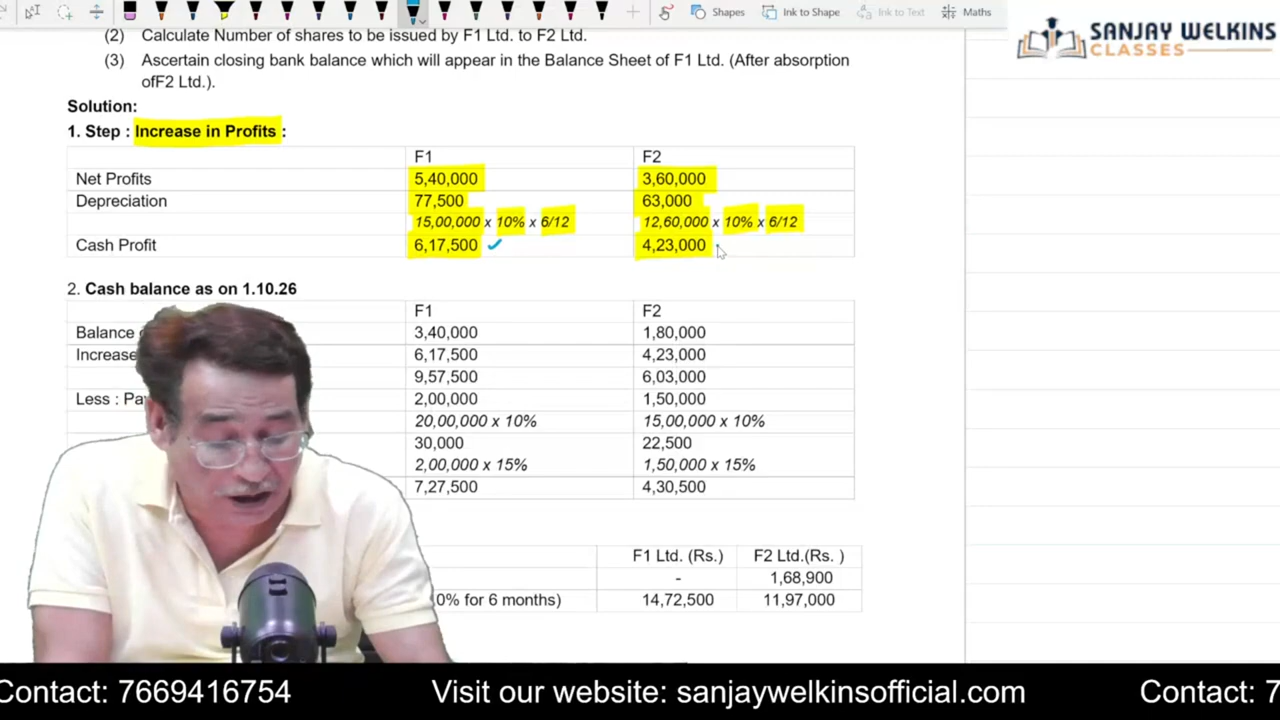 Shapes Ink to Shape Ink to Text Maths
SANJAY WELKINS
CLASSES
(2) Calculate Number of shares to be issued by F1 Ltd. to F2 Ltd.
(3) Ascertain closing bank balance which will appear in the Balance Sheet of F1 Ltd. (After absorption
ofF2 Ltd.).
Solution:
1. Step : Increase in Profits :
F1 F2
Net Profits 5,40,000 3,60,000
Depreciation 77,500 63,000
15,00,000 x 10% x 6/12 12,60,000 x 10% x 6/12
Cash Profit 6,17,500 4,23,000
2. Cash balance as on 1.10.26
F1 F2
Balance 3,40,000 1,80,000
Increase 6,17,500 4,23,000
9,57,500 6,03,000
Less : Pa 2,00,000 1,50,000
20,00,000 x 10% 15,00,000 x 10%
30,000 22,500
2,00,000 x 15% 1,50,000 x 15%
7,27,500 4,30,500
F1 Ltd. (Rs.) F2 Ltd.(Rs. )
- 1,68,900
0% for 6 months) 14,72,500 11,97,000
Contact: 7669416754 Visit our website: sanjaywelkinsofficial.com Contact: 7